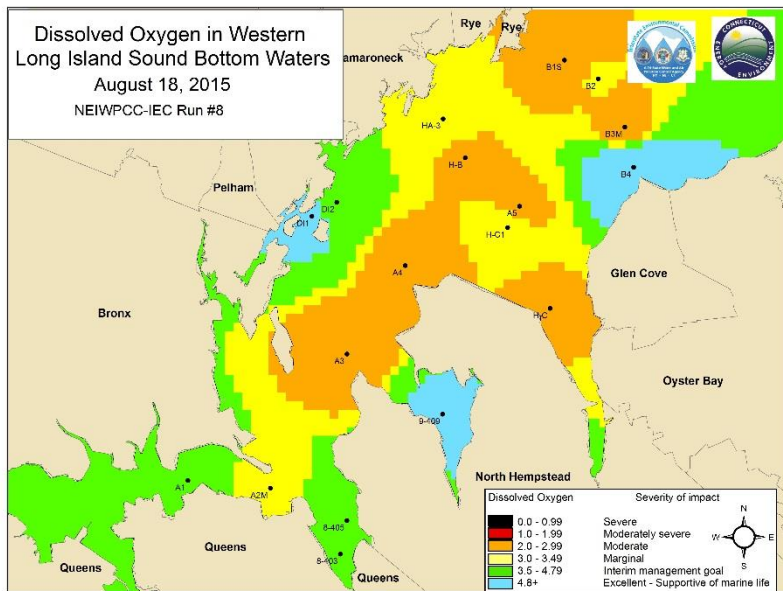 Dissolved Oxygen in Western
Long Island Sound Bottom Waters
August 18, 2015
NEIWPCC-IEC Run #8
Rye
Rye
Rye
amaroneck
CONNECTICUT
ENERGY
ENVIRONMENT
B1S
B2
HA-3
B3M
H-B
B4
Pelham
DI2
DI1
A5
H-C1
A4
Glen Cove
Bronx
H-C
A3
Oyster Bay
9-409
North Hempstead
A1
A2M
8-405
8-403
Queens
Queens
Queens
Dissolved Oxygen Severity of impact
0.0 - 0.99 Severe
1.0 - 1.99 Moderately severe
2.0 - 2.99 Moderate
3.0 - 3.49 Marginal
3.5 - 4.79 Interim management goal
4.8+ Excellent - Supportive of marine life
N
W E
S